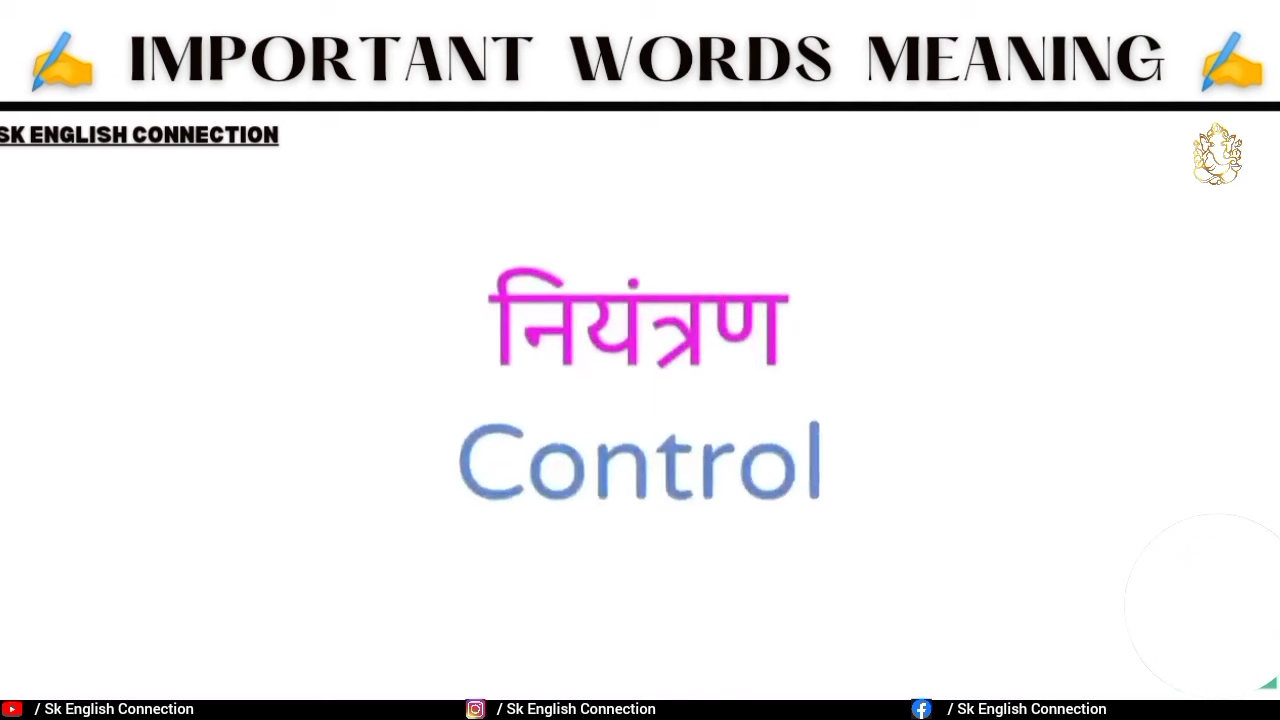 ✍️ IMPORTANT WORDS MEANING ✍️
SK ENGLISH CONNECTION
नियंत्रण
Control
/ Sk English Connection / Sk English Connection / Sk English Connection